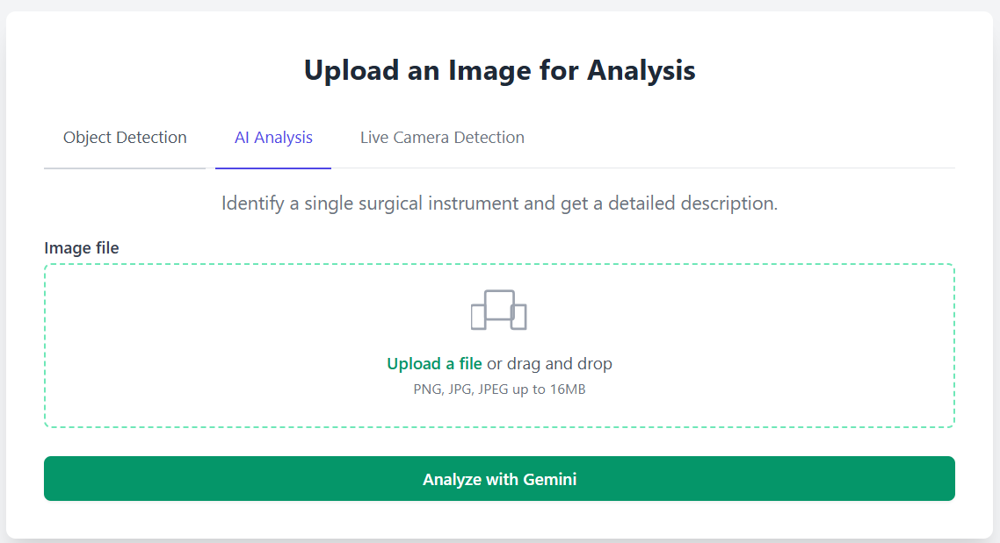 Upload an Image for Analysis
Object Detection AI Analysis Live Camera Detection
Identify a single surgical instrument and get a detailed description.
Image file
Upload a file or drag and drop
PNG, JPG, JPEG up to 16MB
Analyze with Gemini